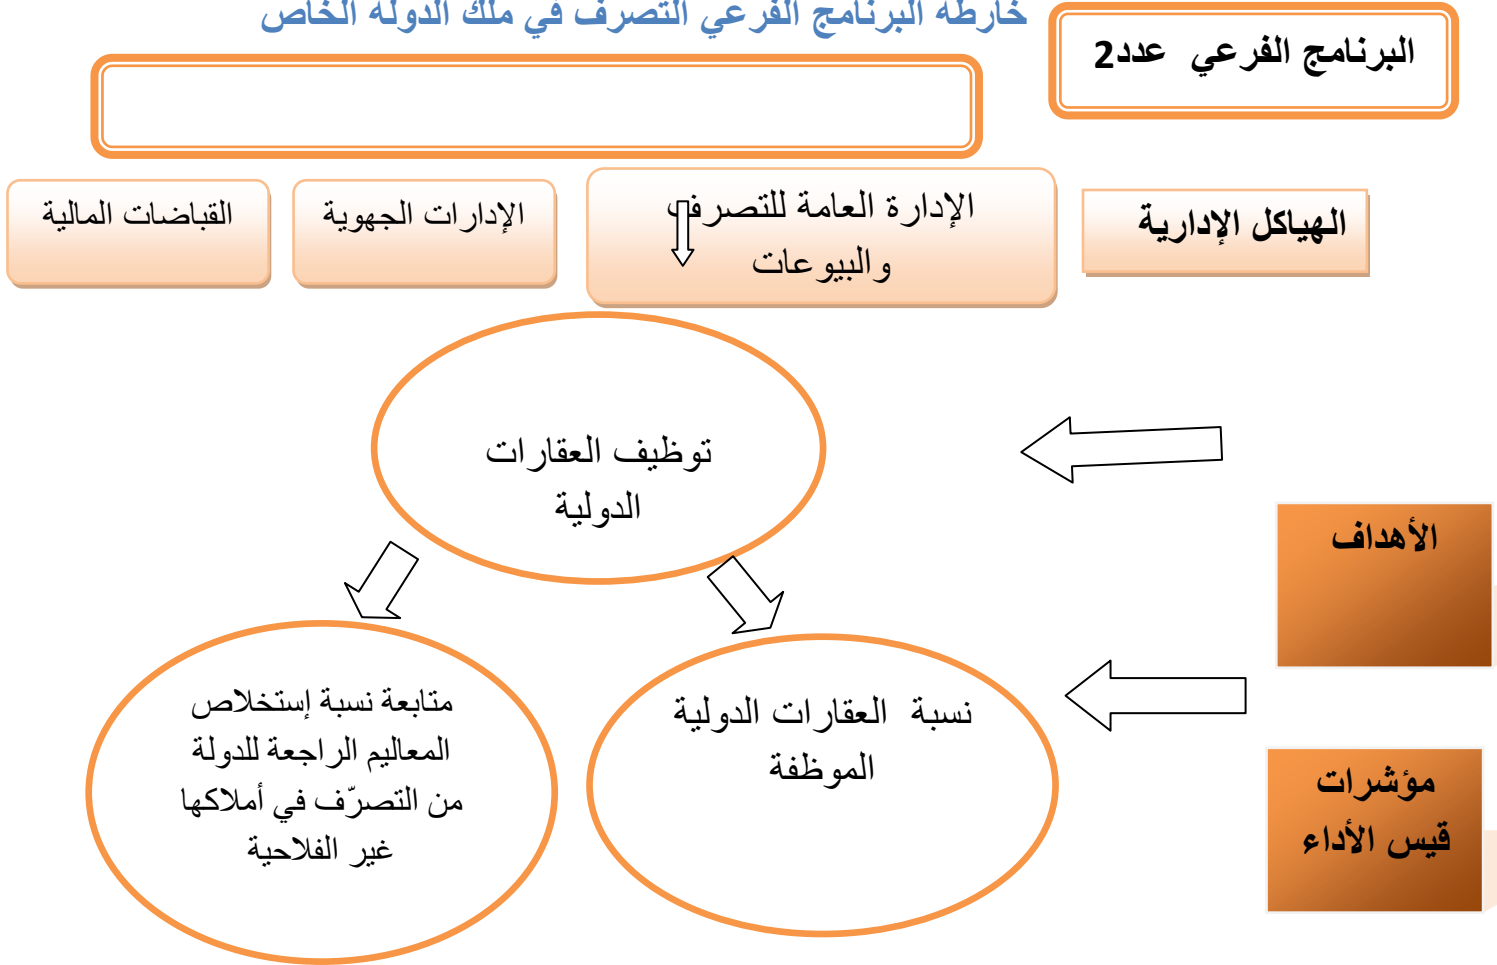 خارطة البرنامج الفرعي التصرف في ملك الدولة الخاص
البرنامج الفرعي عدد2
الهياكل الإدارية
الإدارة العامة للتصرف
والبيوعات
الإدارات الجهوية
القباضات المالية
توظيف العقارات
الدولية
الأهداف
نسبة العقارات الدولية
الموظفة
متابعة نسبة إستخلاص
المعاليم الراجعة للدولة
من التصرّف في أملاكها
غير الفلاحية
مؤشرات
قيس الأداء